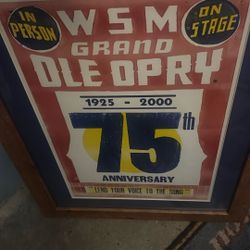 IN PERSON
WSM
ON STAGE
GRAND
OLE OPRY
1925 - 2000
75th
ANNIVERSARY
"LEND YOUR VOICE TO THE SONG"